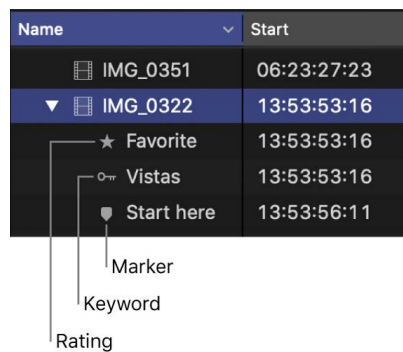 Name Start
IMG_0351 06:23:27:23
IMG_0322 13:53:53:16
Favorite 13:53:53:16
Vistas 13:53:53:16
Start here 13:53:56:11
Marker
Keyword
Rating